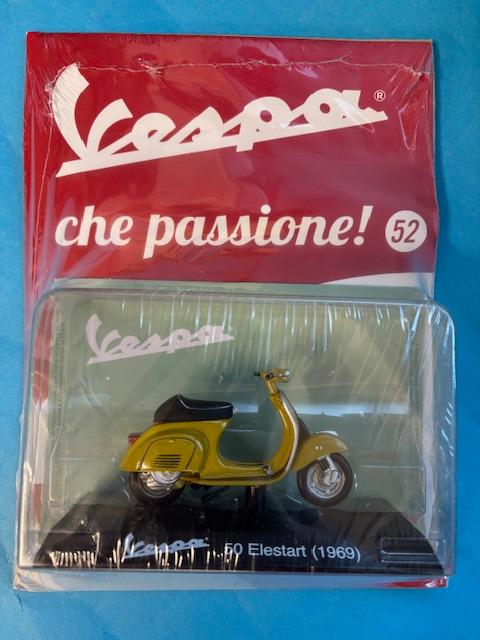 Vespa®
che passione! 52
Vespa
Vespa 50 Elestart (1969)